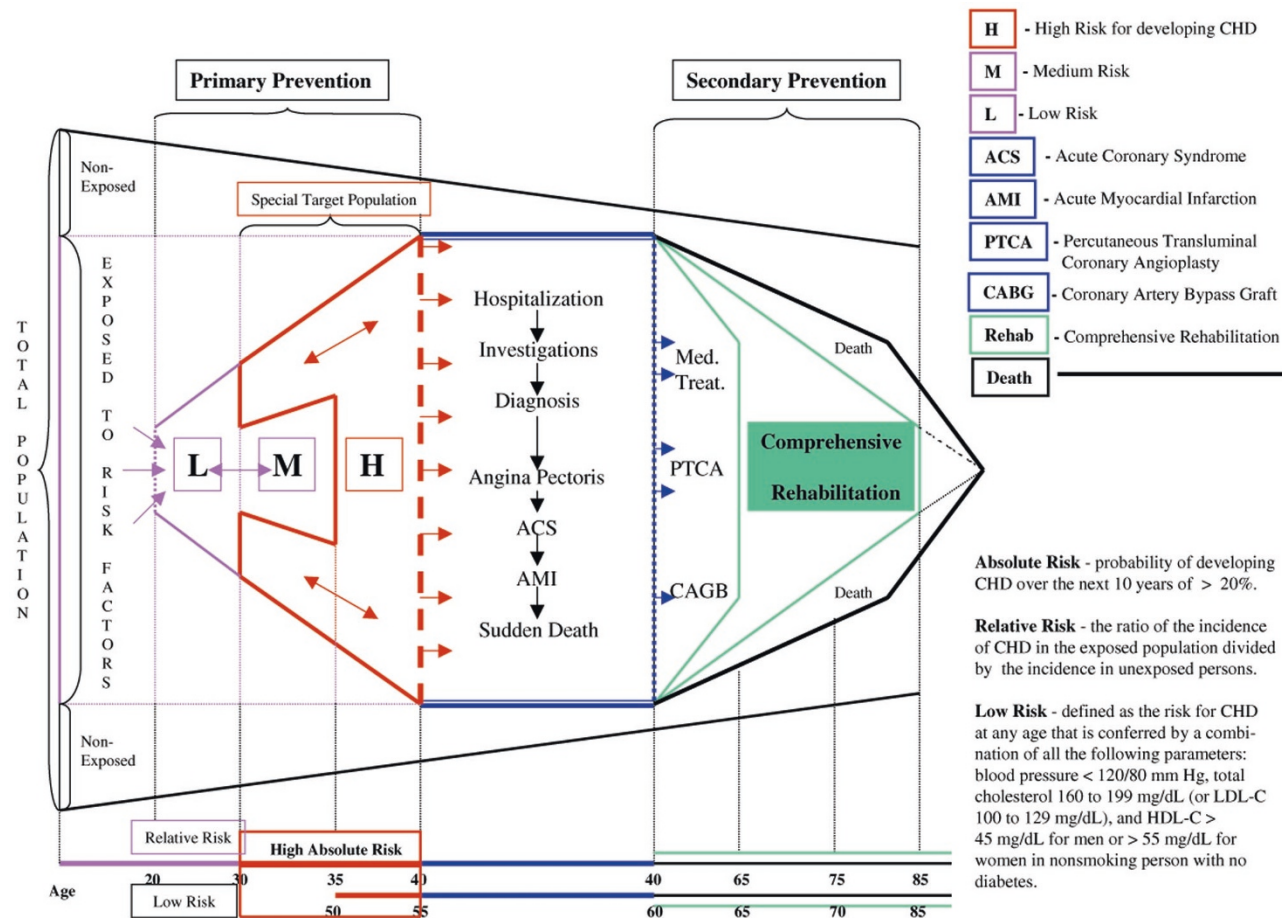 Primary Prevention
Secondary Prevention
H - High Risk for developing CHD
M - Medium Risk
L - Low Risk
ACS - Acute Coronary Syndrome
AMI - Acute Myocardial Infarction
PTCA - Percutaneous Transluminal
Coronary Angioplasty
CABG - Coronary Artery Bypass Graft
Rehab - Comprehensive Rehabilitation
Death
Non-
Exposed
Special Target Population
TOTAL POPULATION
EXPOSED TO RISK FACTORS
L
M
H
Hospitalization
Investigations
Diagnosis
Angina Pectoris
ACS
AMI
Sudden Death
Med.
Treat.
PTCA
CAGB
Death
Comprehensive
Rehabilitation
Death
Non-
Exposed
Absolute Risk - probability of developing
CHD over the next 10 years of > 20%.
Relative Risk - the ratio of the incidence
of CHD in the exposed population divided
by the incidence in unexposed persons.
Low Risk - defined as the risk for CHD
at any age that is conferred by a combi-
nation of all the following parameters:
blood pressure < 120/80 mm Hg, total
cholesterol 160 to 199 mg/dL (or LDL-C
100 to 129 mg/dL), and HDL-C >
45 mg/dL for men or > 55 mg/dL for
women in nonsmoking person with no
diabetes.
Relative Risk
High Absolute Risk
Age 20 30 35 40 40 65 75 85
Low Risk
50 55 60 65 70 85